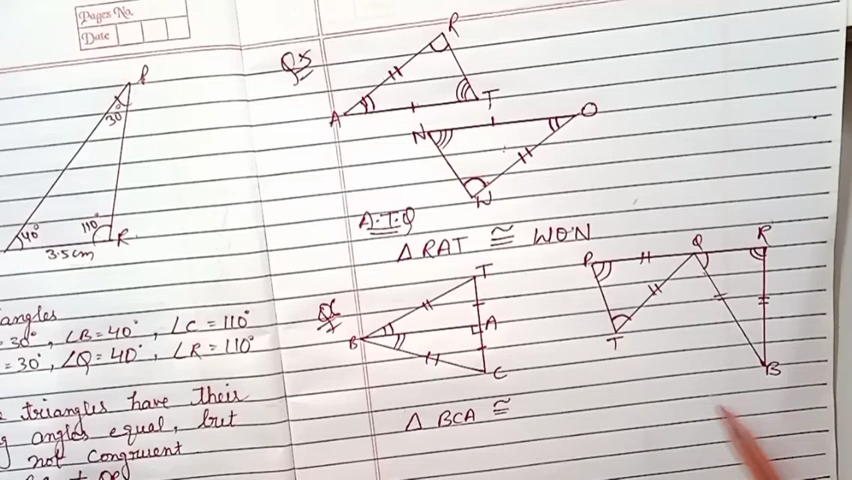 Pages No.
Date
P
30°
40°
110°
R
3.5cm
angles
= 30°, ∠B = 40°, ∠C = 110°
= 30°, ∠Q = 40°, ∠R = 110°
triangles have their
angles equal, but
not congruent
Q5
R
A
T
N
O
W
A.T.Q
△ RAT ≅ WON
Q6
T
B
A
C
P
Q
R
T
B
△ BCA ≅